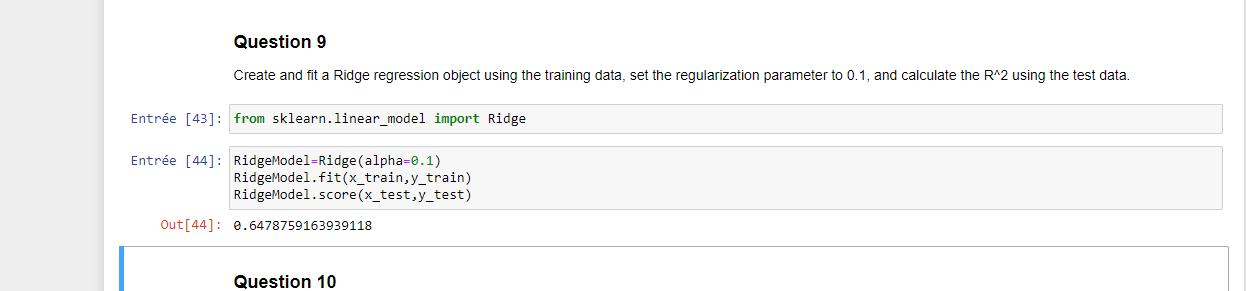 Question 9
Create and fit a Ridge regression object using the training data, set the regularization parameter to 0.1, and calculate the R^2 using the test data.
Entrée [43]: from sklearn.linear_model import Ridge
Entrée [44]: RidgeModel=Ridge(alpha=0.1)
RidgeModel.fit(x_train,y_train)
RidgeModel.score(x_test,y_test)
Out[44]: 0.6478759163939118
Question 10